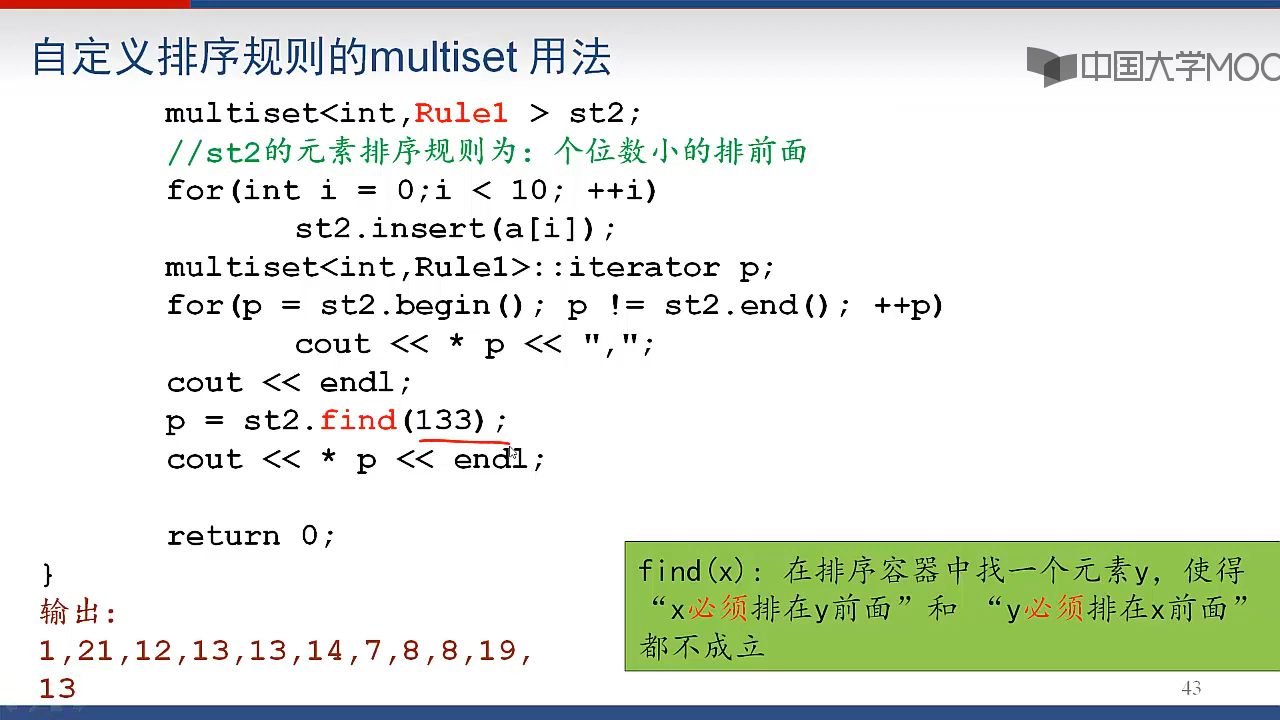 自定义排序规则的multiset 用法
中国大学MOO
multiset<int,Rule1 > st2;
//st2的元素排序规则为：个位数小的排前面
for(int i = 0;i < 10; ++i)
st2.insert(a[i]);
multiset<int,Rule1>::iterator p;
for(p = st2.begin(); p != st2.end(); ++p)
cout << * p << ",";
cout << endl;
p = st2.find(133);
cout << * p << endl;
return 0;
}
输出：
1,21,12,13,13,14,7,8,8,19,
13
find(x): 在排序容器中找一个元素y，使得
“x必须排在y前面”和 “y必须排在x前面”
都不成立
43